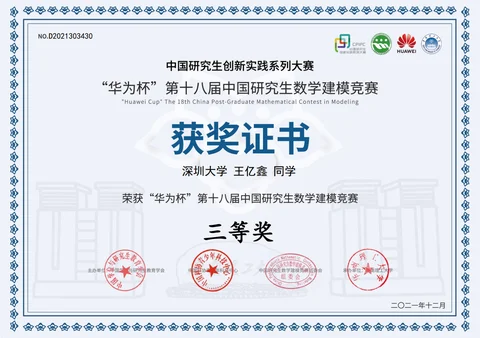 NO.D2021303430
CPIPC
HUAWEI
中国研究生创新实践系列大赛
“华为杯”第十八届中国研究生数学建模竞赛
"Huawei Cup" The 18th China Post-Graduate Mathematical Contest in Modeling
获奖证书
深圳大学 王亿鑫 同学
荣获“华为杯”第十八届中国研究生数学建模竞赛
三等奖
二〇二一年十二月